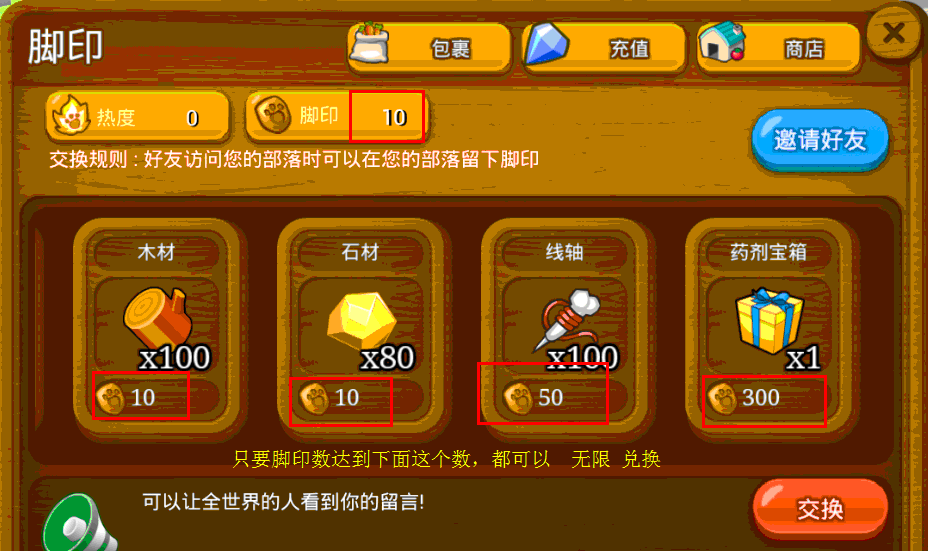 脚印
包裹
充值
商店
热度 0
脚印 10
交换规则:好友访问您的部落时可以在您的部落留下脚印
邀请好友
木材
石材
线轴
药剂宝箱
x100
x80
x100
x1
10
10
50
300
只要脚印数达到下面这个数，都可以 无限 兑换
可以让全世界的人看到你的留言!
交换